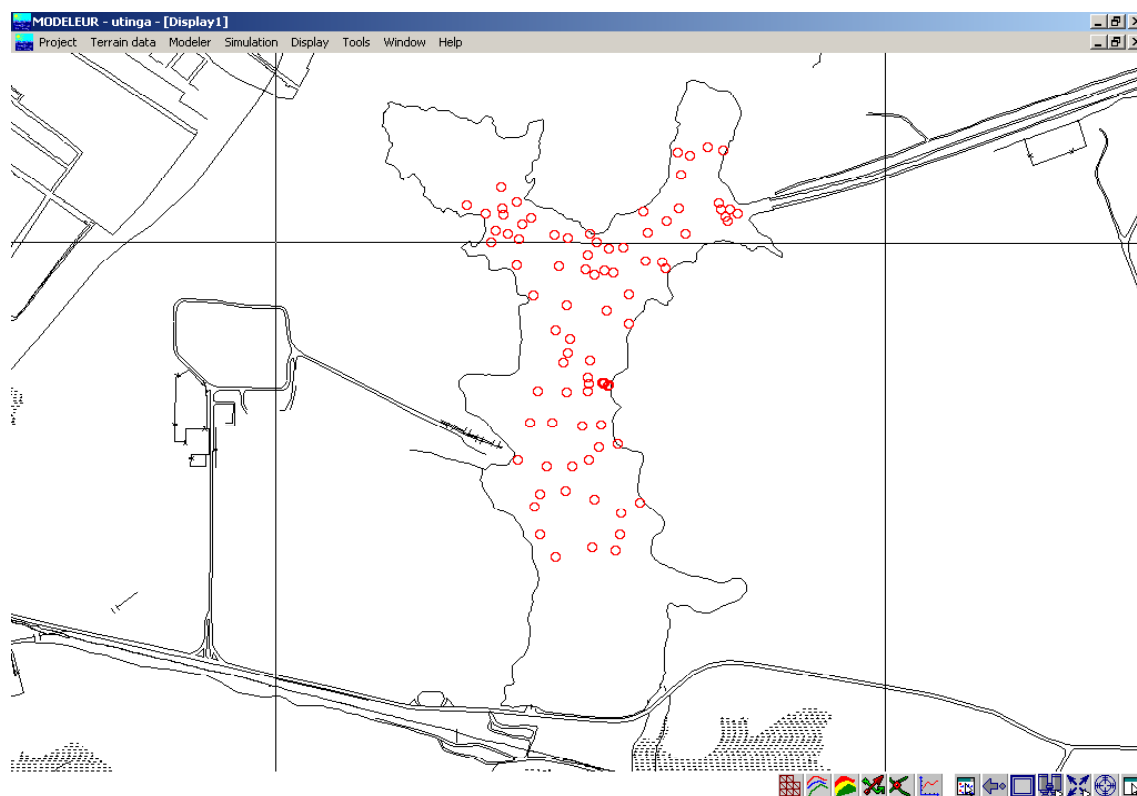 MODELEUR - utinga - [Display1]
Project Terrain data Modeler Simulation Display Tools Window Help